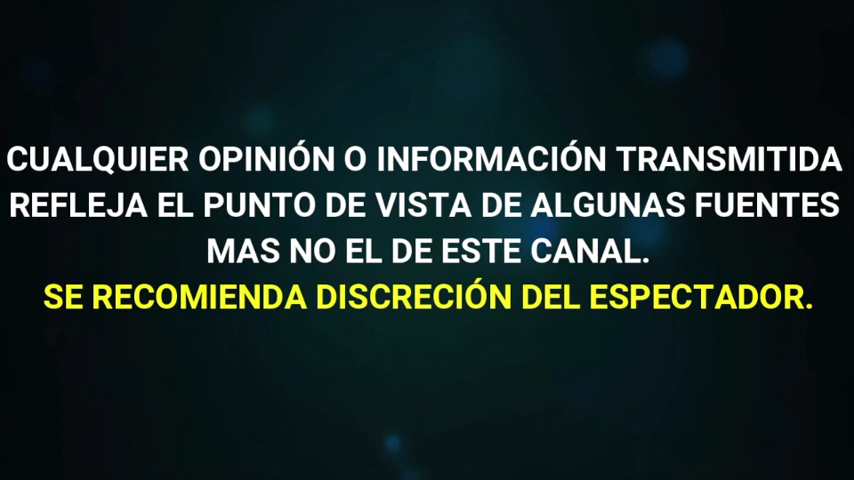 CUALQUIER OPINIÓN O INFORMACIÓN TRANSMITIDA
REFLEJA EL PUNTO DE VISTA DE ALGUNAS FUENTES
MAS NO EL DE ESTE CANAL.
SE RECOMIENDA DISCRECIÓN DEL ESPECTADOR.